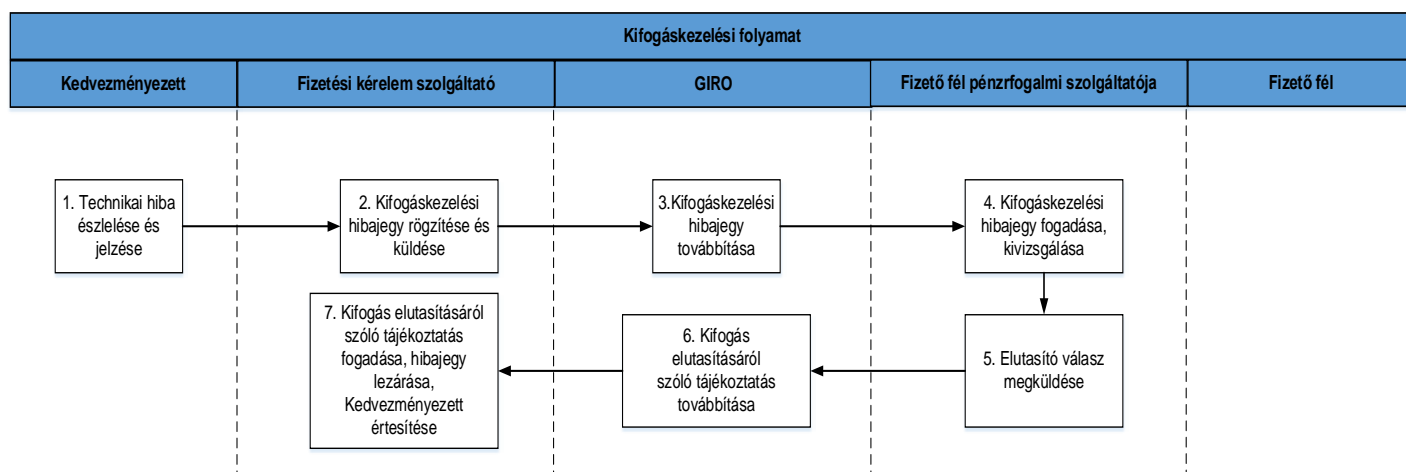 Kifogáskezelési folyamat
Kedvezményezett
Fizetési kérelem szolgáltató
GIRO
Fizető fél pénzrfogalmi szolgáltatója
Fizető fél
1. Technikai hiba
észlelése és
jelzése
2. Kifogáskezelési
hibajegy rögzítése és
küldése
3.Kifogáskezelési
hibajegy
továbbítása
4. Kifogáskezelési
hibajegy fogadása,
kivizsgálása
5. Elutasító válasz
megküldése
6. Kifogás
elutasításáról
szóló tájékoztatás
továbbítása
7. Kifogás elutasításáról
szóló tájékoztatás
fogadása, hibajegy
lezárása,
Kedvezményezett
értesítése